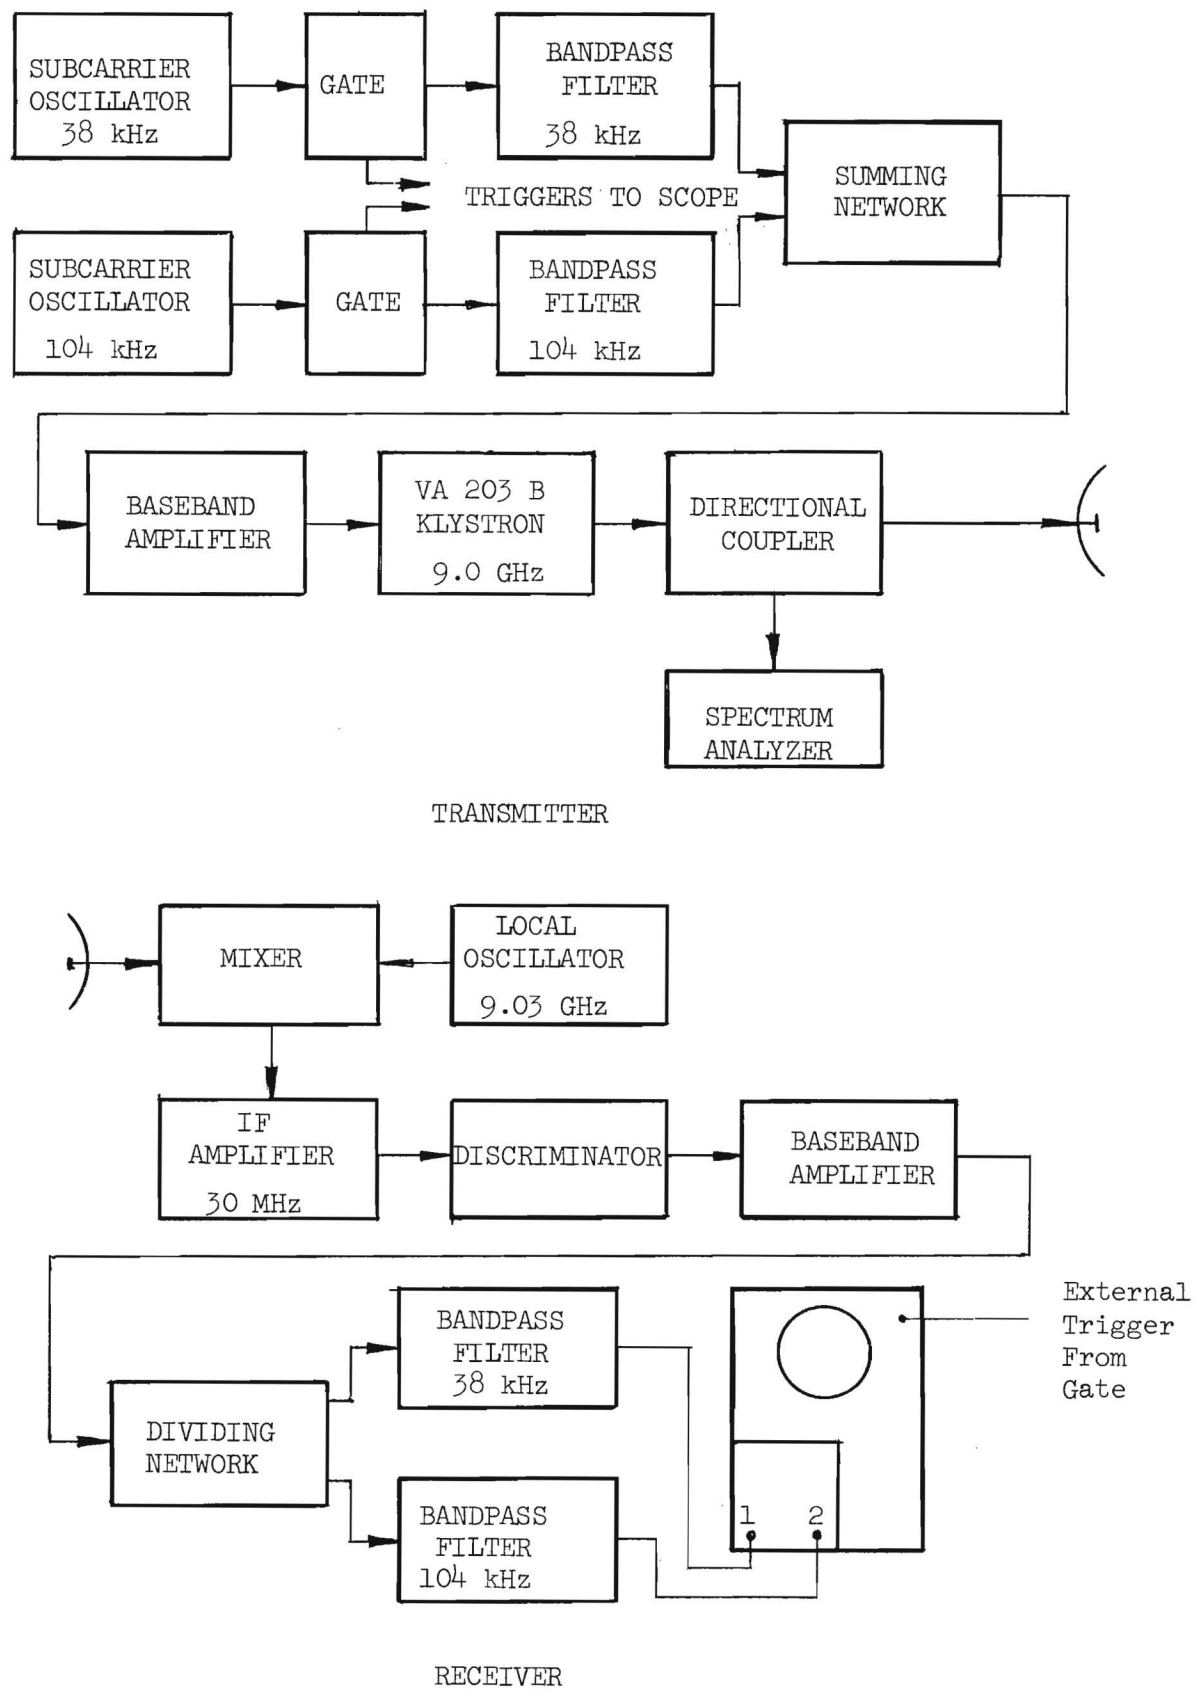 SUBCARRIER
OSCILLATOR
38 kHz
GATE
BANDPASS
FILTER
38 kHz
SUMMING
NETWORK
TRIGGERS TO SCOPE
SUBCARRIER
OSCILLATOR
104 kHz
GATE
BANDPASS
FILTER
104 kHz
BASEBAND
AMPLIFIER
VA 203 B
KLYSTRON
9.0 GHz
DIRECTIONAL
COUPLER
SPECTRUM
ANALYZER
TRANSMITTER
MIXER
LOCAL
OSCILLATOR
9.03 GHz
IF
AMPLIFIER
30 MHz
DISCRIMINATOR
BASEBAND
AMPLIFIER
DIVIDING
NETWORK
BANDPASS
FILTER
38 kHz
BANDPASS
FILTER
104 kHz
1 2
External
Trigger
From
Gate
RECEIVER